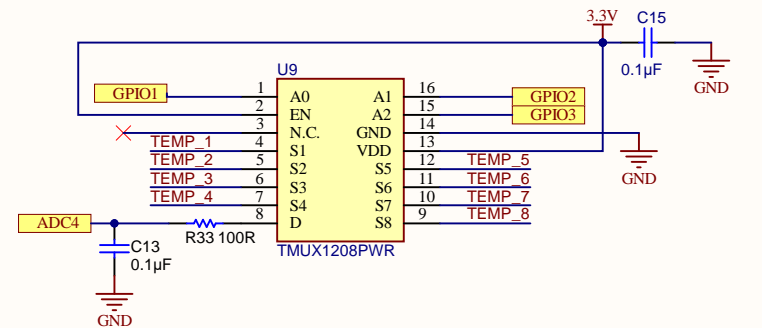 3.3V
C15
0.1µF
GND
U9
GPIO1
1
A0
A1
16
GPIO2
2
EN
A2
15
GPIO3
3
N.C.
GND
14
TEMP_1
4
S1
VDD
13
GND
TEMP_2
5
S2
S5
12
TEMP_5
TEMP_3
6
S3
S6
11
TEMP_6
TEMP_4
7
S4
S7
10
TEMP_7
ADC4
8
D
S8
9
TEMP_8
R33 100R
TMUX1208PWR
C13
0.1µF
GND